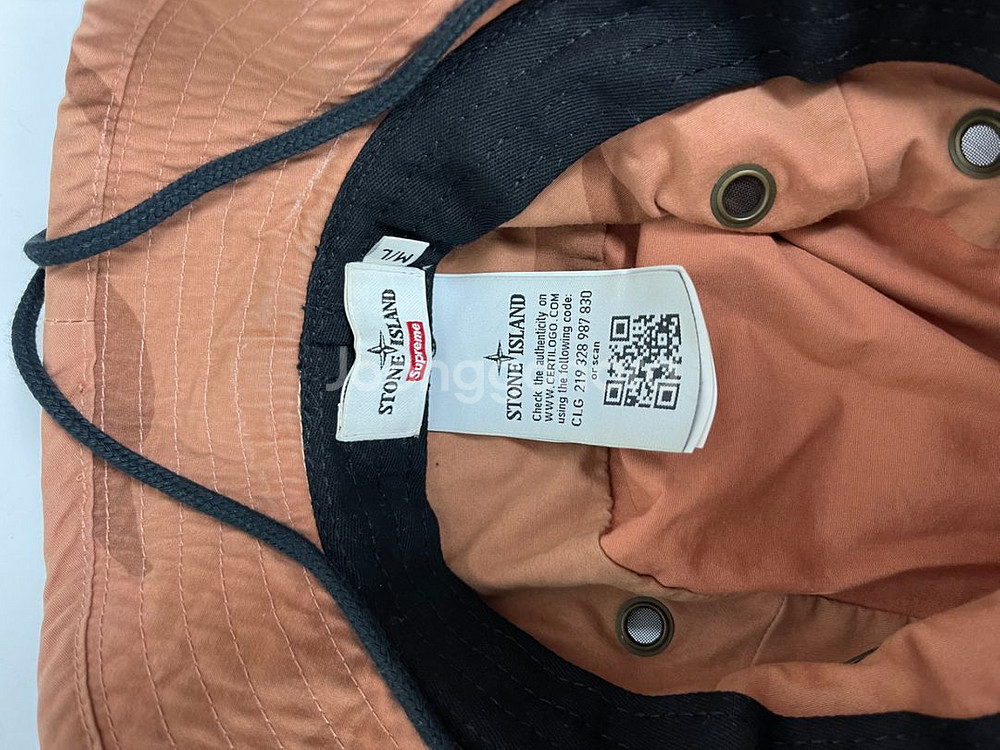 M/L
STONE ISLAND
Supreme
STONE ISLAND
Check the authenticity on
WWW.CERTILOGO.COM
using the following code:
CLG 219 328 987 830
or scan